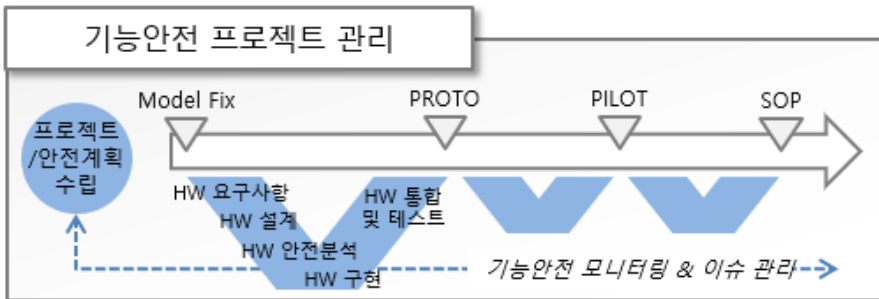 기능안전 프로젝트 관리
Model Fix
PROTO
PILOT
SOP
프로젝트
/안전계획
수립
HW 요구사항
HW 설계
HW 안전분석
HW 구현
HW 통합
및 테스트
기능안전 모니터링 & 이슈 관리